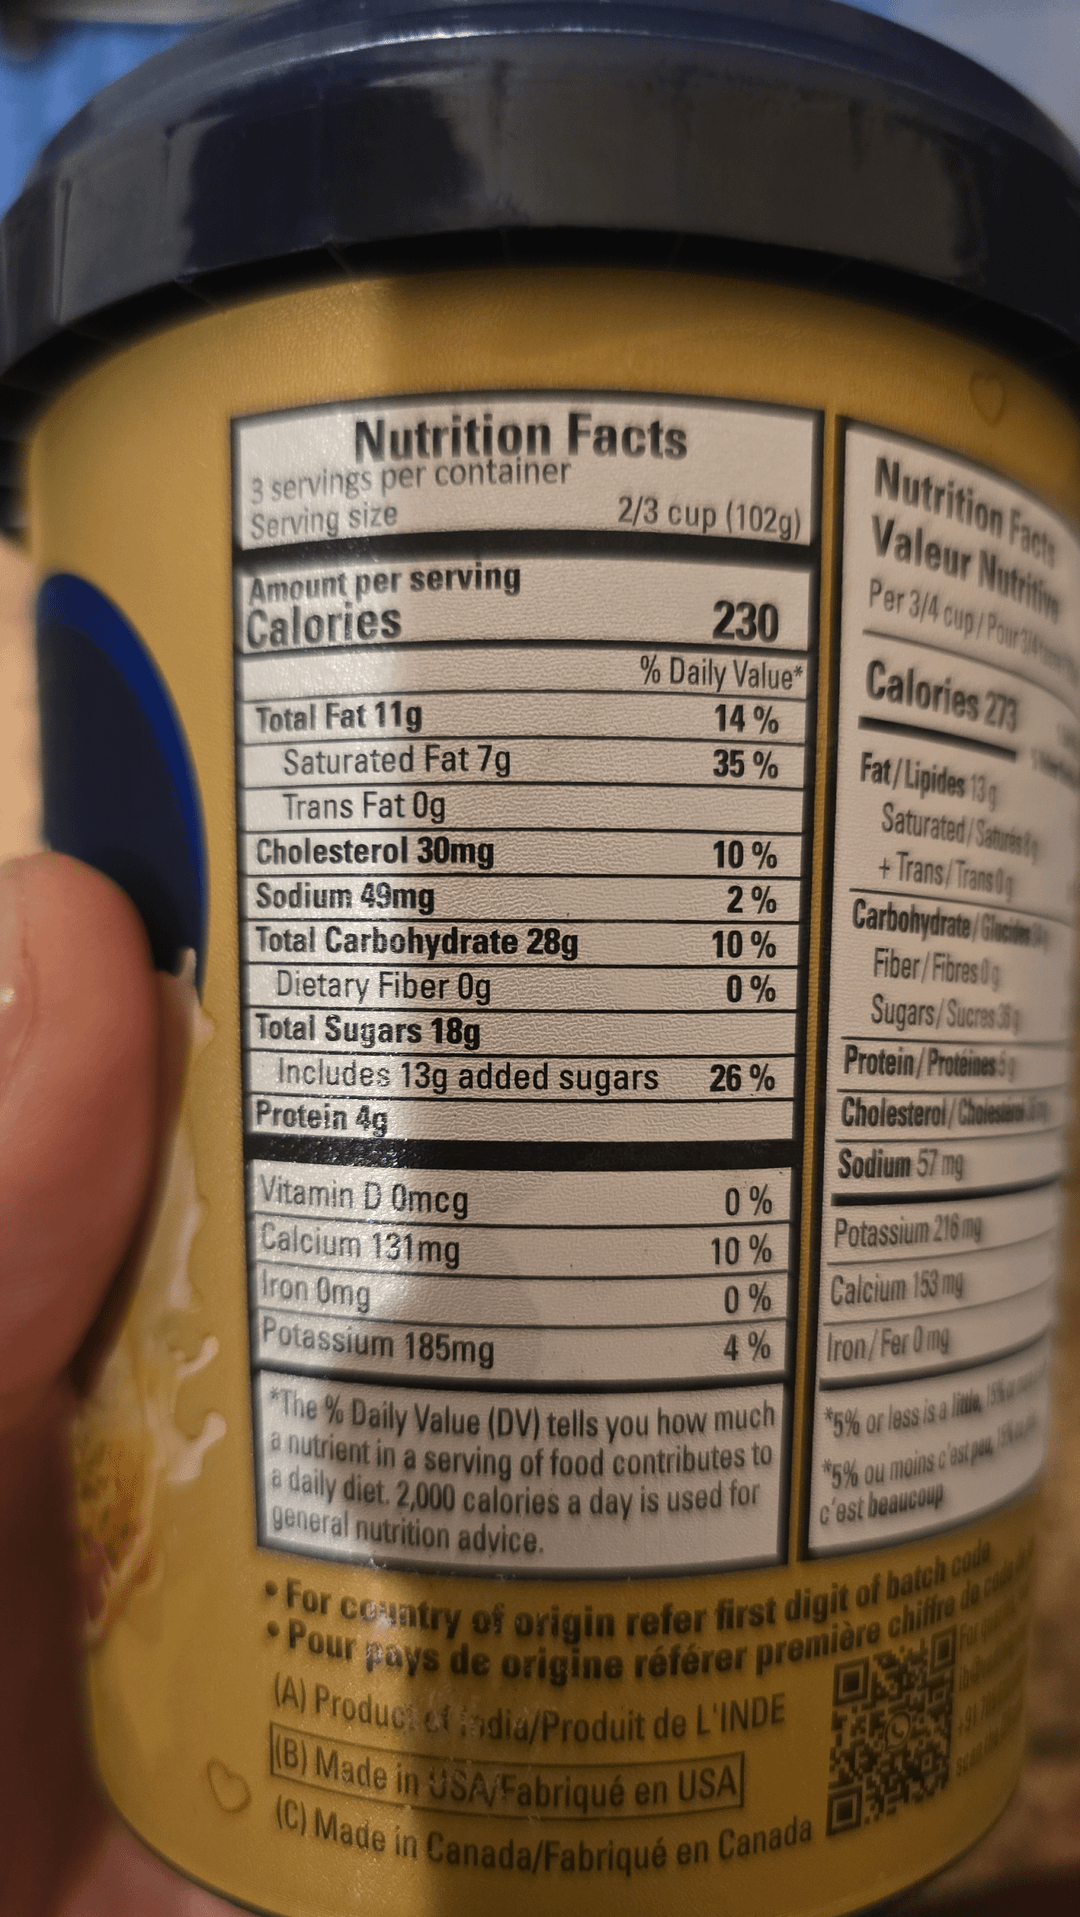 Nutrition Facts
3 servings per container
Serving size 2/3 cup (102g)
Amount per serving
Calories 230
% Daily Value*
Total Fat 11g 14 %
Saturated Fat 7g 35 %
Trans Fat 0g
Cholesterol 30mg 10 %
Sodium 49mg 2 %
Total Carbohydrate 28g 10 %
Dietary Fiber 0g 0 %
Total Sugars 18g
Includes 13g added sugars 26 %
Protein 4g
Vitamin D 0mcg 0 %
Calcium 131mg 10 %
Iron 0mg 0 %
Potassium 185mg 4 %
*The % Daily Value (DV) tells you how much
a nutrient in a serving of food contributes to
a daily diet. 2,000 calories a day is used for
general nutrition advice.
Nutrition Facts
Valeur Nutritive
Per 3/4 cup / Pour 3/4
Calories 273
Fat / Lipides 13 g
Saturated / Saturés
+ Trans / Trans 0 g
Carbohydrate / Glucides
Fiber / Fibres 0 g
Sugars / Sucres
Protein / Protéines
Cholesterol / Cholestérol
Sodium 57 mg
Potassium 216 mg
Calcium 153 mg
Iron / Fer 0 mg
*5% or less is a little, 15%
*5% ou moins c'est peu,
c'est beaucoup
• For country of origin refer first digit of batch code
• Pour pays de origine référer première chiffre de
(A) Product of India/Produit de L'INDE
(B) Made in USA/Fabriqué en USA
(C) Made in Canada/Fabriqué en Canada